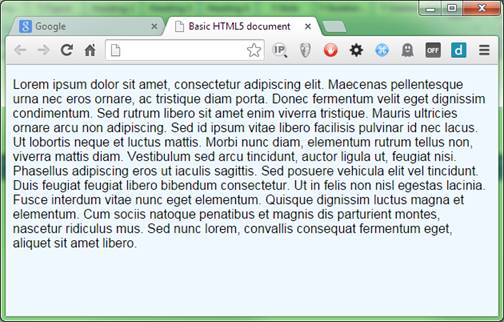 Google
Basic HTML5 document
IP
OFF
d
Lorem ipsum dolor sit amet, consectetur adipiscing elit. Maecenas pellentesque
urna nec eros ornare, ac tristique diam porta. Donec fermentum velit eget dignissim
condimentum. Sed rutrum libero sit amet enim viverra tristique. Mauris ultricies
ornare arcu non adipiscing. Sed id ipsum vitae libero facilisis pulvinar id nec lacus.
Ut lobortis neque et luctus mattis. Morbi nunc diam, elementum rutrum tellus non,
viverra mattis diam. Vestibulum sed arcu tincidunt, auctor ligula ut, feugiat nisi.
Phasellus adipiscing eros ut iaculis sagittis. Sed posuere vehicula elit vel tincidunt.
Duis feugiat feugiat libero bibendum consectetur. Ut in felis non nisl egestas lacinia.
Fusce interdum vitae nunc eget elementum. Quisque dignissim luctus magna et
elementum. Cum sociis natoque penatibus et magnis dis parturient montes,
nascetur ridiculus mus. Sed nunc lorem, convallis consequat fermentum eget,
aliquet sit amet libero.